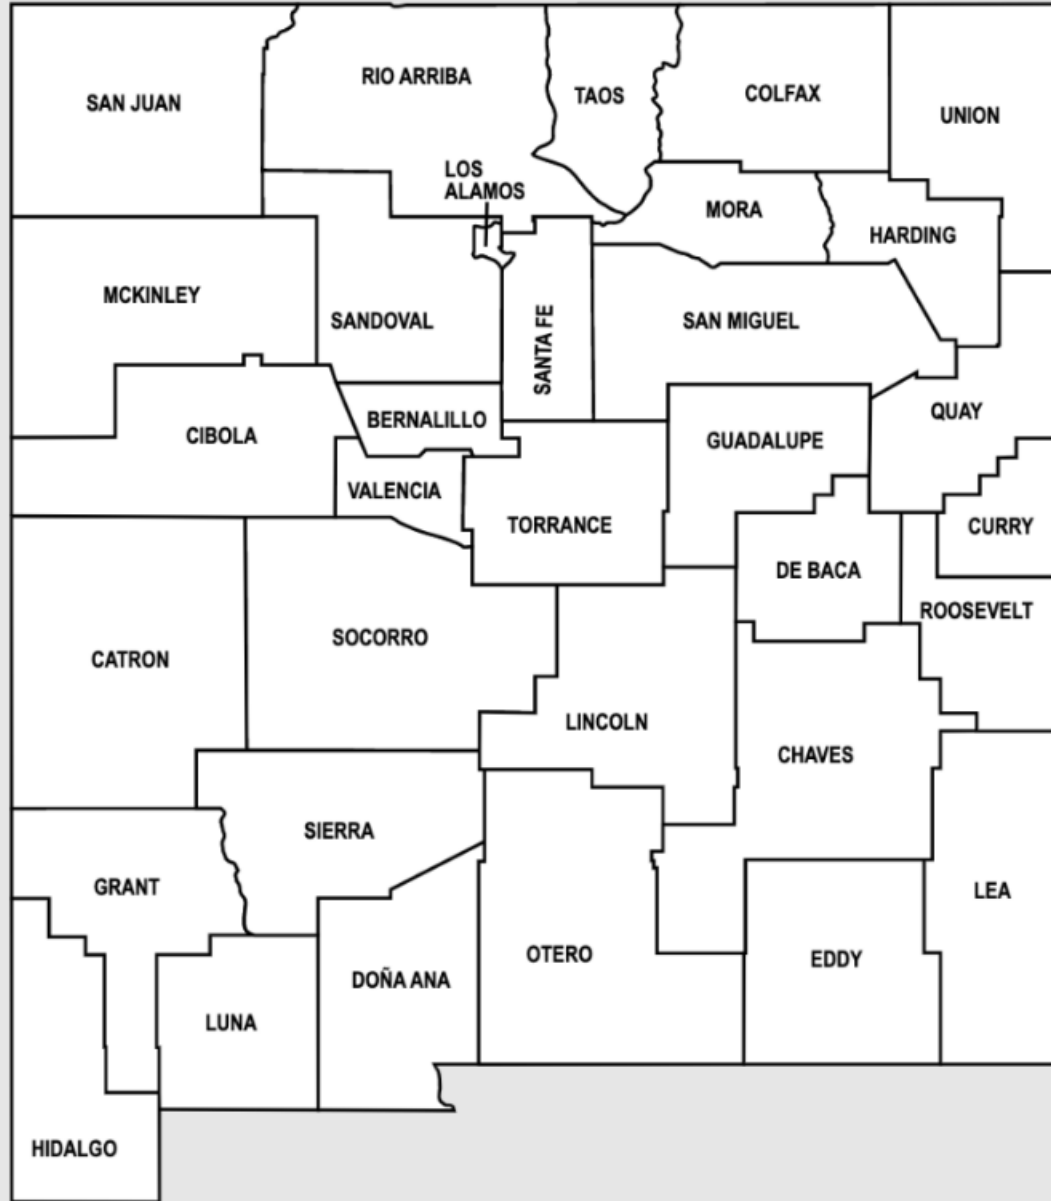 SAN JUAN
RIO ARRIBA
TAOS
COLFAX
UNION
LOS
ALAMOS
MORA
HARDING
MCKINLEY
SANDOVAL
SANTA FE
SAN MIGUEL
CIBOLA
BERNALILLO
GUADALUPE
QUAY
VALENCIA
TORRANCE
CURRY
DE BACA
ROOSEVELT
CATRON
SOCORRO
LINCOLN
CHAVES
SIERRA
GRANT
LEA
OTERO
EDDY
DOÑA ANA
LUNA
HIDALGO